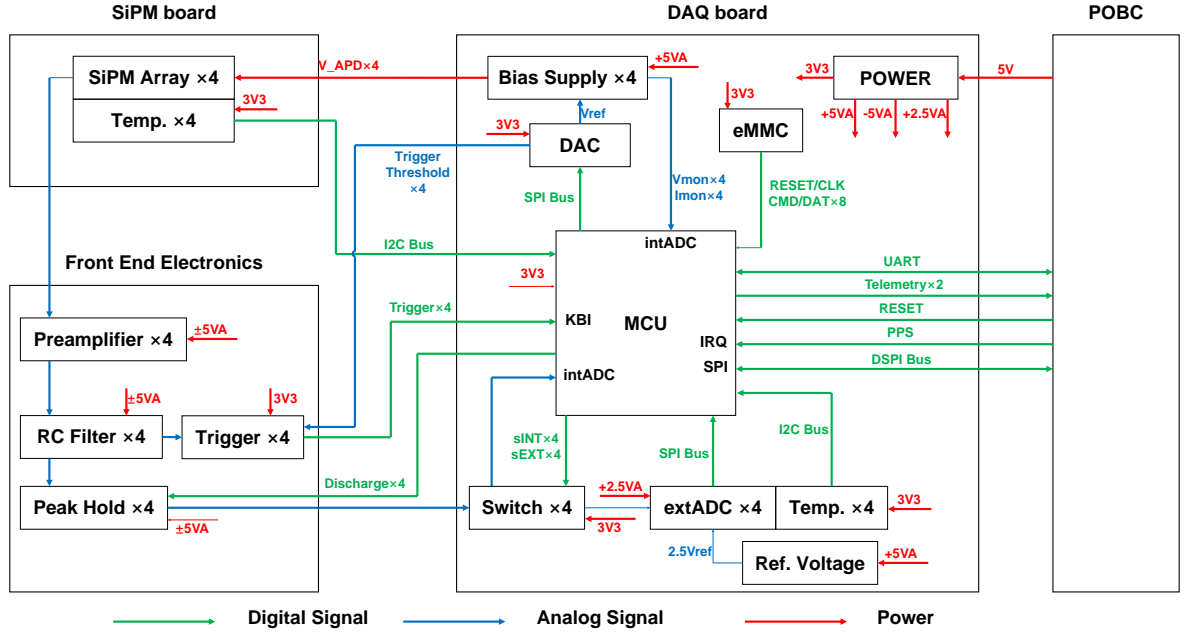 SiPM board
DAQ board
POBC
SiPM Array ×4
Temp. ×4
3V3
V_APD×4
Bias Supply ×4
+5VA
Vref
3V3
DAC
Trigger
Threshold
×4
SPI Bus
Vmon×4
Imon×4
3V3
eMMC
RESET/CLK
CMD/DAT×8
3V3
POWER
5V
+5VA
-5VA
+2.5VA
I2C Bus
Front End Electronics
Preamplifier ×4
±5VA
RC Filter ×4
±5VA
Trigger ×4
3V3
Peak Hold ×4
±5VA
Trigger×4
Discharge×4
3V3
intADC
KBI
MCU
IRQ
SPI
intADC
UART
Telemetry×2
RESET
PPS
DSPI Bus
sINT×4
sEXT×4
SPI Bus
I2C Bus
Switch ×4
3V3
+2.5VA
extADC ×4
Temp. ×4
3V3
2.5Vref
Ref. Voltage
+5VA
Digital Signal
Analog Signal
Power